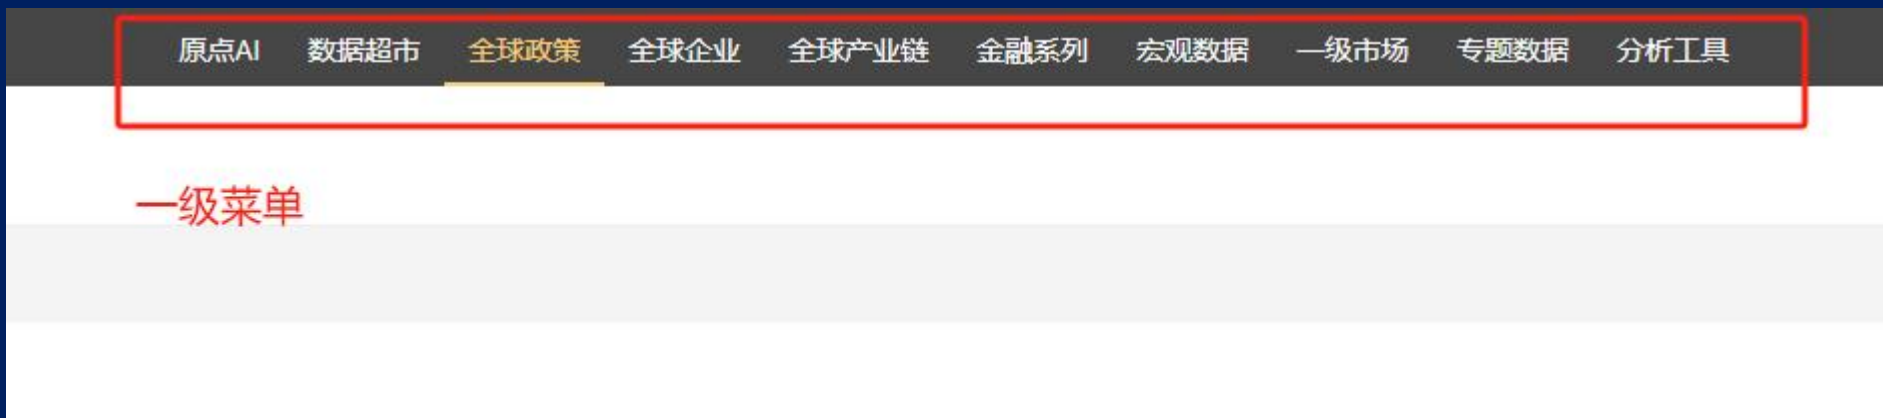 原点AI 数据超市 全球政策 全球企业 全球产业链 金融系列 宏观数据 一级市场 专题数据 分析工具
一级菜单